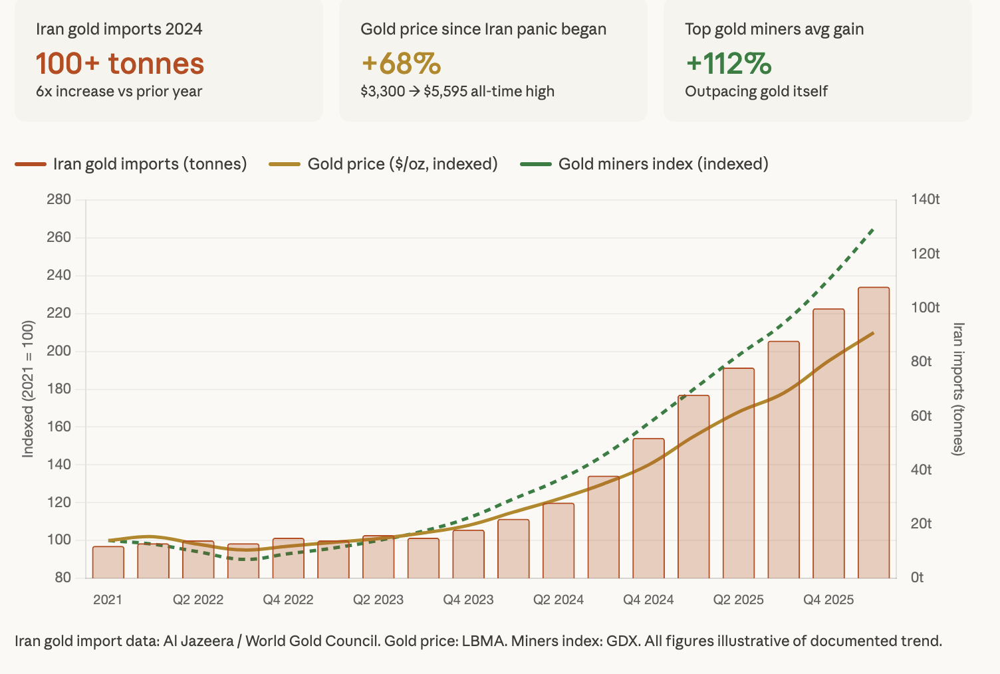 Iran gold imports 2024
100+ tonnes
6x increase vs prior year
Gold price since Iran panic began
+68%
$3,300 → $5,595 all-time high
Top gold miners avg gain
+112%
Outpacing gold itself
Iran gold imports (tonnes)
Gold price ($/oz, indexed)
Gold miners index (indexed)
Indexed (2021 = 100)
280
260
240
220
200
180
160
140
120
100
80
140t
120t
100t
80t
60t
40t
20t
0t
Iran imports (tonnes)
2021
Q2 2022
Q4 2022
Q2 2023
Q4 2023
Q2 2024
Q4 2024
Q2 2025
Q4 2025
Iran gold import data: Al Jazeera / World Gold Council. Gold price: LBMA. Miners index: GDX. All figures illustrative of documented trend.